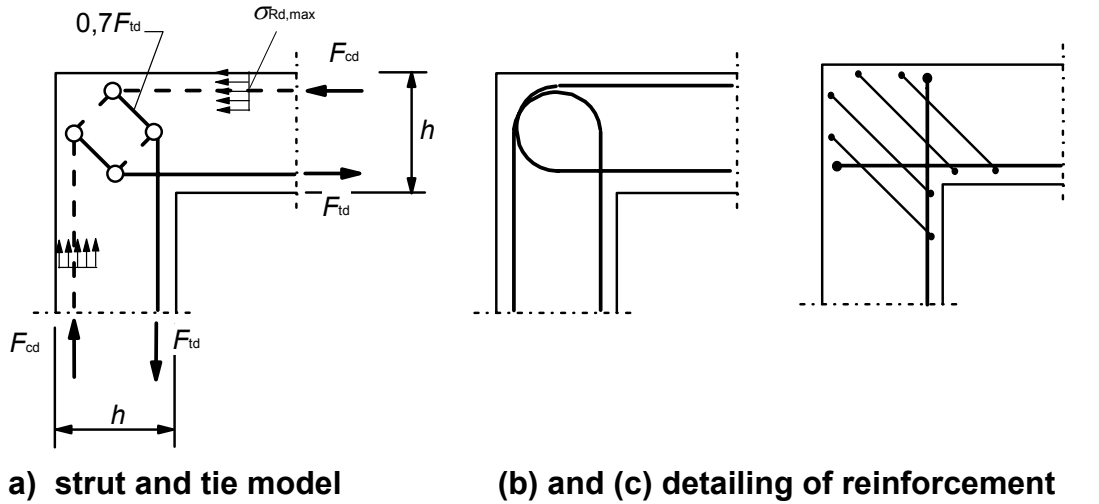 0,7Ftd
σRd,max
Fcd
h
Ftd
Fcd
Ftd
h
a) strut and tie model
(b) and (c) detailing of reinforcement